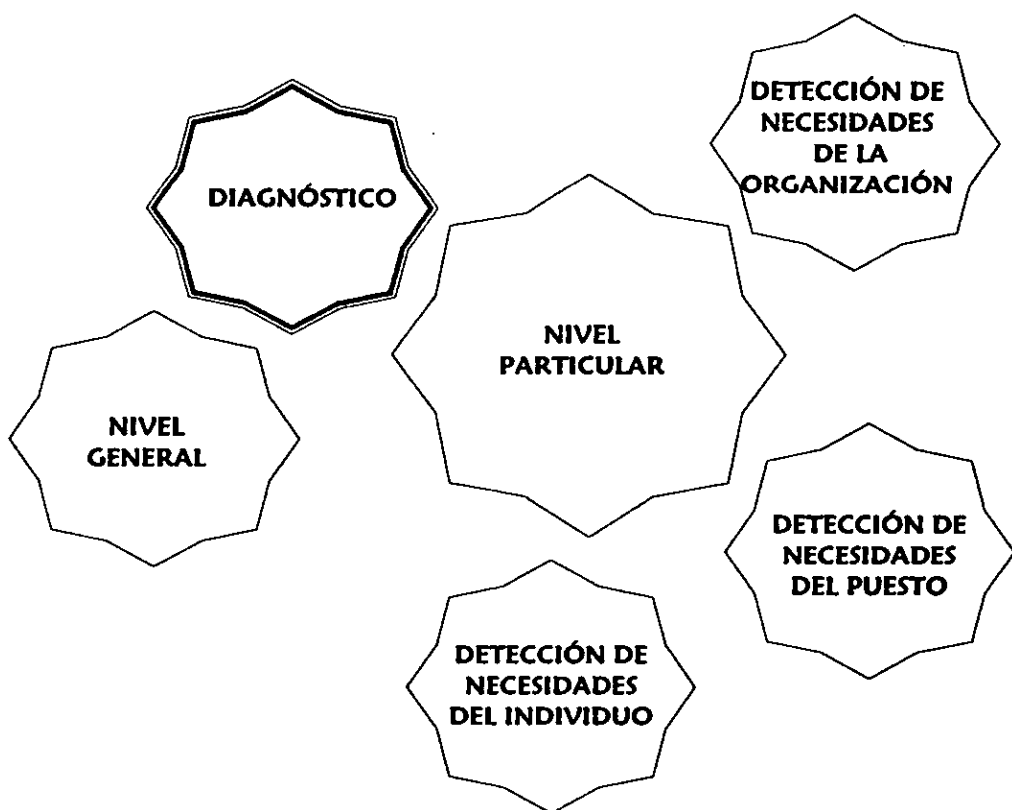 DIAGNÓSTICO
DETECCIÓN DE
NECESIDADES
DE LA
ORGANIZACIÓN
NIVEL
PARTICULAR
NIVEL
GENERAL
DETECCIÓN DE
NECESIDADES
DEL PUESTO
DETECCIÓN DE
NECESIDADES
DEL INDIVIDUO